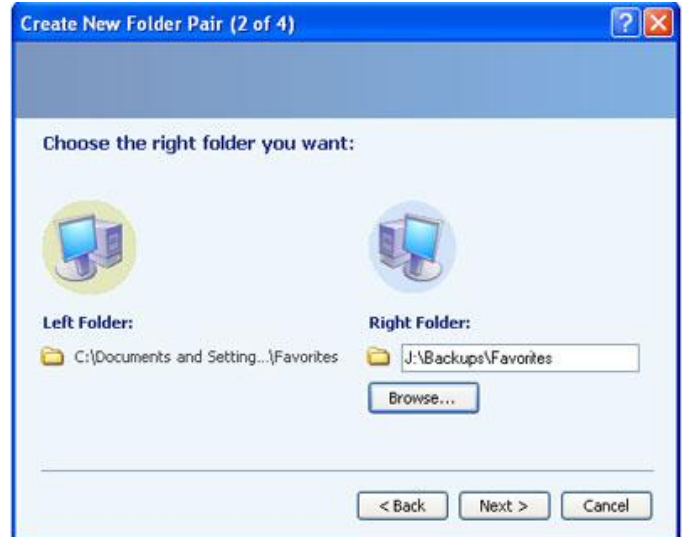 Create New Folder Pair (2 of 4)
Choose the right folder you want:
Left Folder:
C:\Documents and Setting...\Favorites
Right Folder:
J:\Backups\Favorites
Browse...
< Back
Next >
Cancel